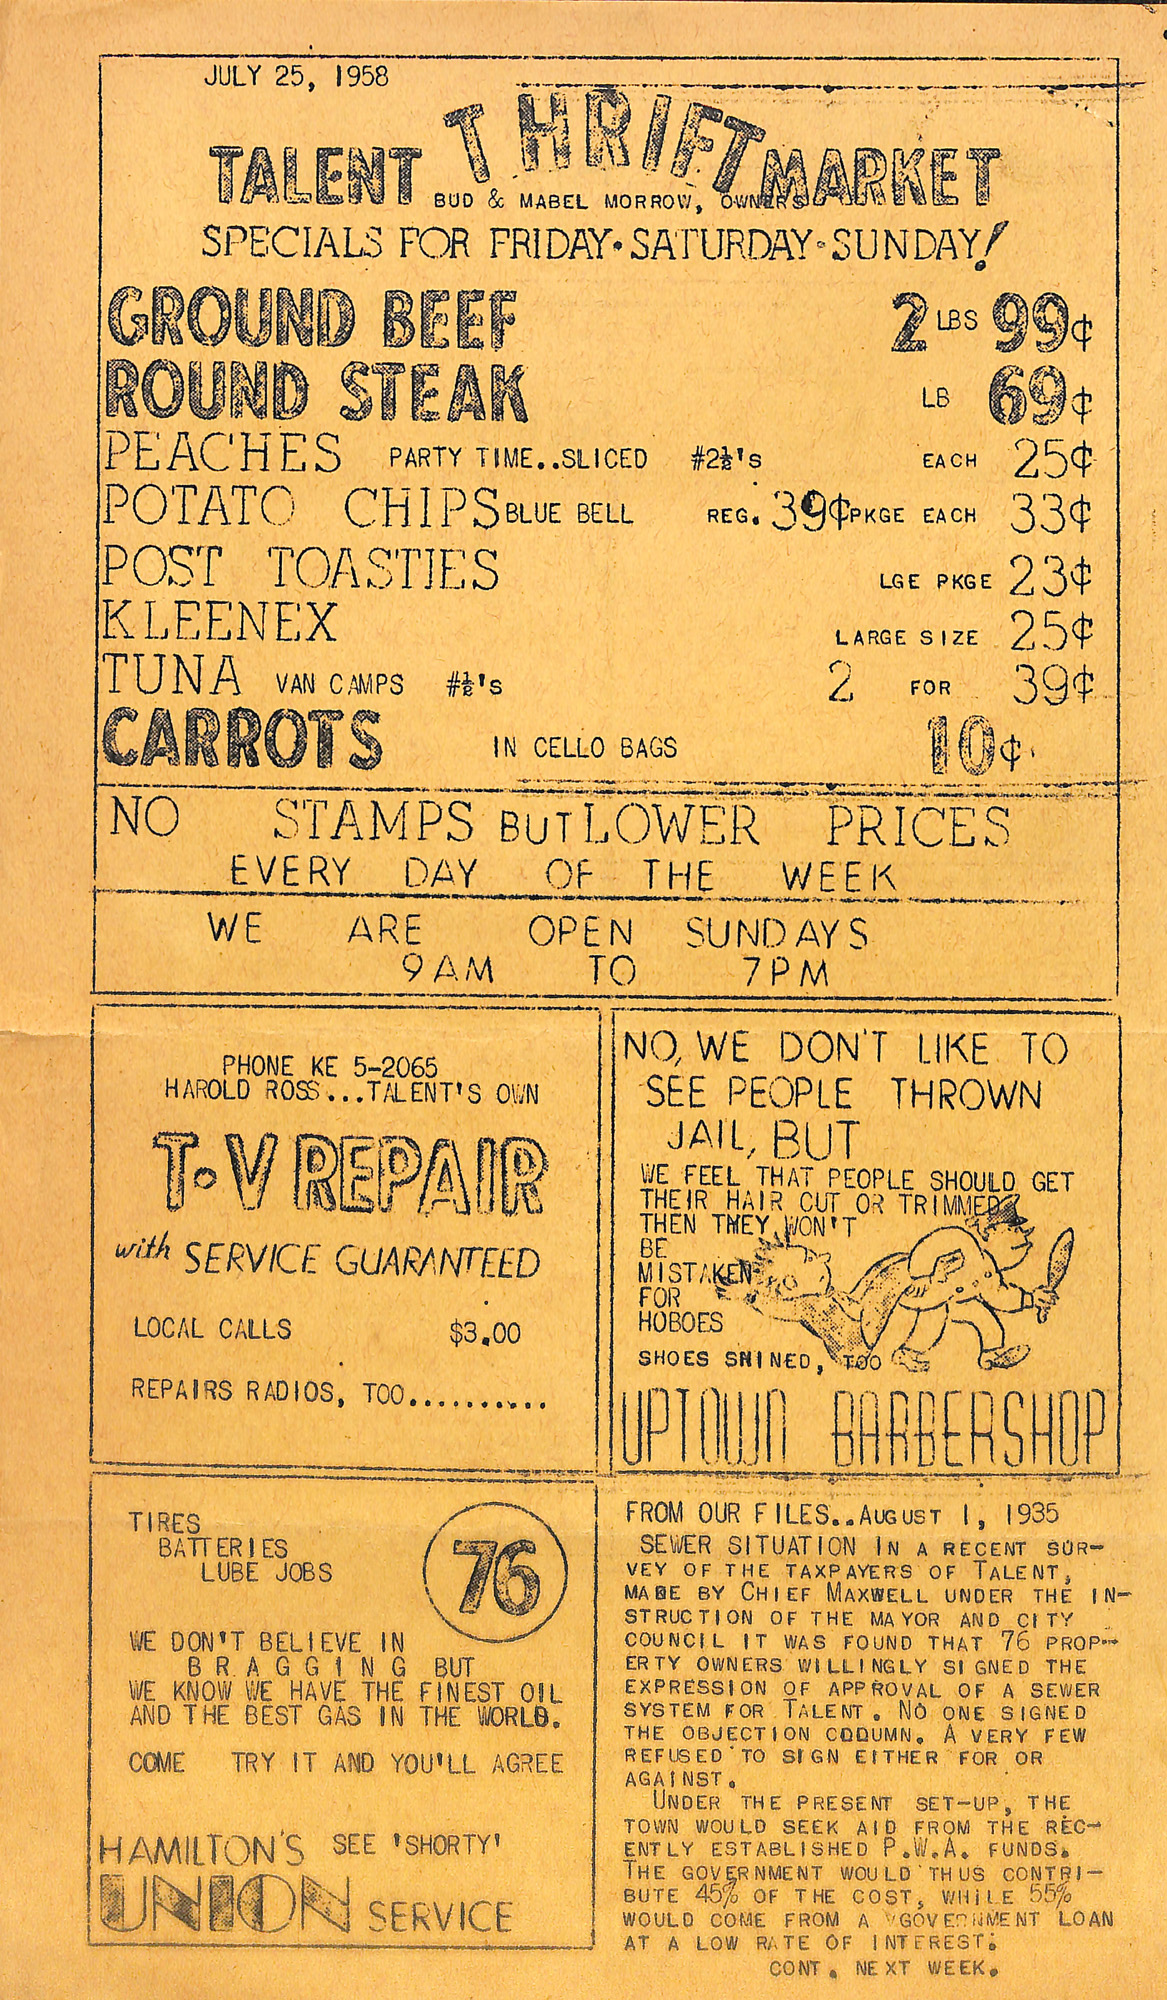 JULY 25, 1958
TALENT THRIFT MARKET
BUD & MABEL MORROW, OWNERS
SPECIALS FOR FRIDAY·SATURDAY·SUNDAY!
GROUND BEEF 2 LBS 99¢
ROUND STEAK LB 69¢
PEACHES PARTY TIME..SLICED #2½'S EACH 25¢
POTATO CHIPS BLUE BELL REG. 39¢ PKGE EACH 33¢
POST TOASTIES LGE PKGE 23¢
KLEENEX LARGE SIZE 25¢
TUNA VAN CAMPS #½'S 2 FOR 39¢
CARROTS IN CELLO BAGS 10¢
NO STAMPS BUT LOWER PRICES
EVERY DAY OF THE WEEK
WE ARE OPEN SUNDAYS
9AM TO 7PM
PHONE KE 5-2065
HAROLD ROSS...TALENT'S OWN
T·V REPAIR
with SERVICE GUARANTEED
LOCAL CALLS $3.00
REPAIRS RADIOS, TOO..........
NO, WE DON'T LIKE TO
SEE PEOPLE THROWN
JAIL, BUT
WE FEEL THAT PEOPLE SHOULD GET
THEIR HAIR CUT OR TRIMMED
THEN THEY WON'T
BE
MISTAKEN
FOR
HOBOES
SHOES SHINED, TOO
UPTOWN BARBERSHOP
TIRES
BATTERIES
LUBE JOBS
76
WE DON'T BELIEVE IN
B R A G G I N G BUT
WE KNOW WE HAVE THE FINEST OIL
AND THE BEST GAS IN THE WORLD.
COME TRY IT AND YOU'LL AGREE
HAMILTON'S SEE 'SHORTY'
UNION SERVICE
FROM OUR FILES..AUGUST 1, 1935
SEWER SITUATION IN A RECENT SUR-
VEY OF THE TAXPAYERS OF TALENT,
MADE BY CHIEF MAXWELL UNDER THE IN-
STRUCTION OF THE MAYOR AND CITY
COUNCIL IT WAS FOUND THAT 76 PROP-
ERTY OWNERS WILLINGLY SIGNED THE
EXPRESSION OF APPROVAL OF A SEWER
SYSTEM FOR TALENT. NO ONE SIGNED
THE OBJECTION COOUMN. A VERY FEW
REFUSED TO SIGN EITHER FOR OR
AGAINST.
UNDER THE PRESENT SET-UP, THE
TOWN WOULD SEEK AID FROM THE REC-
ENTLY ESTABLISHED P.W.A. FUNDS.
THE GOVERNMENT WOULD THUS CONTRI-
BUTE 45% OF THE COST, WHILE 55%
WOULD COME FROM A GOVERNMENT LOAN
AT A LOW RATE OF INTEREST.
CONT. NEXT WEEK.